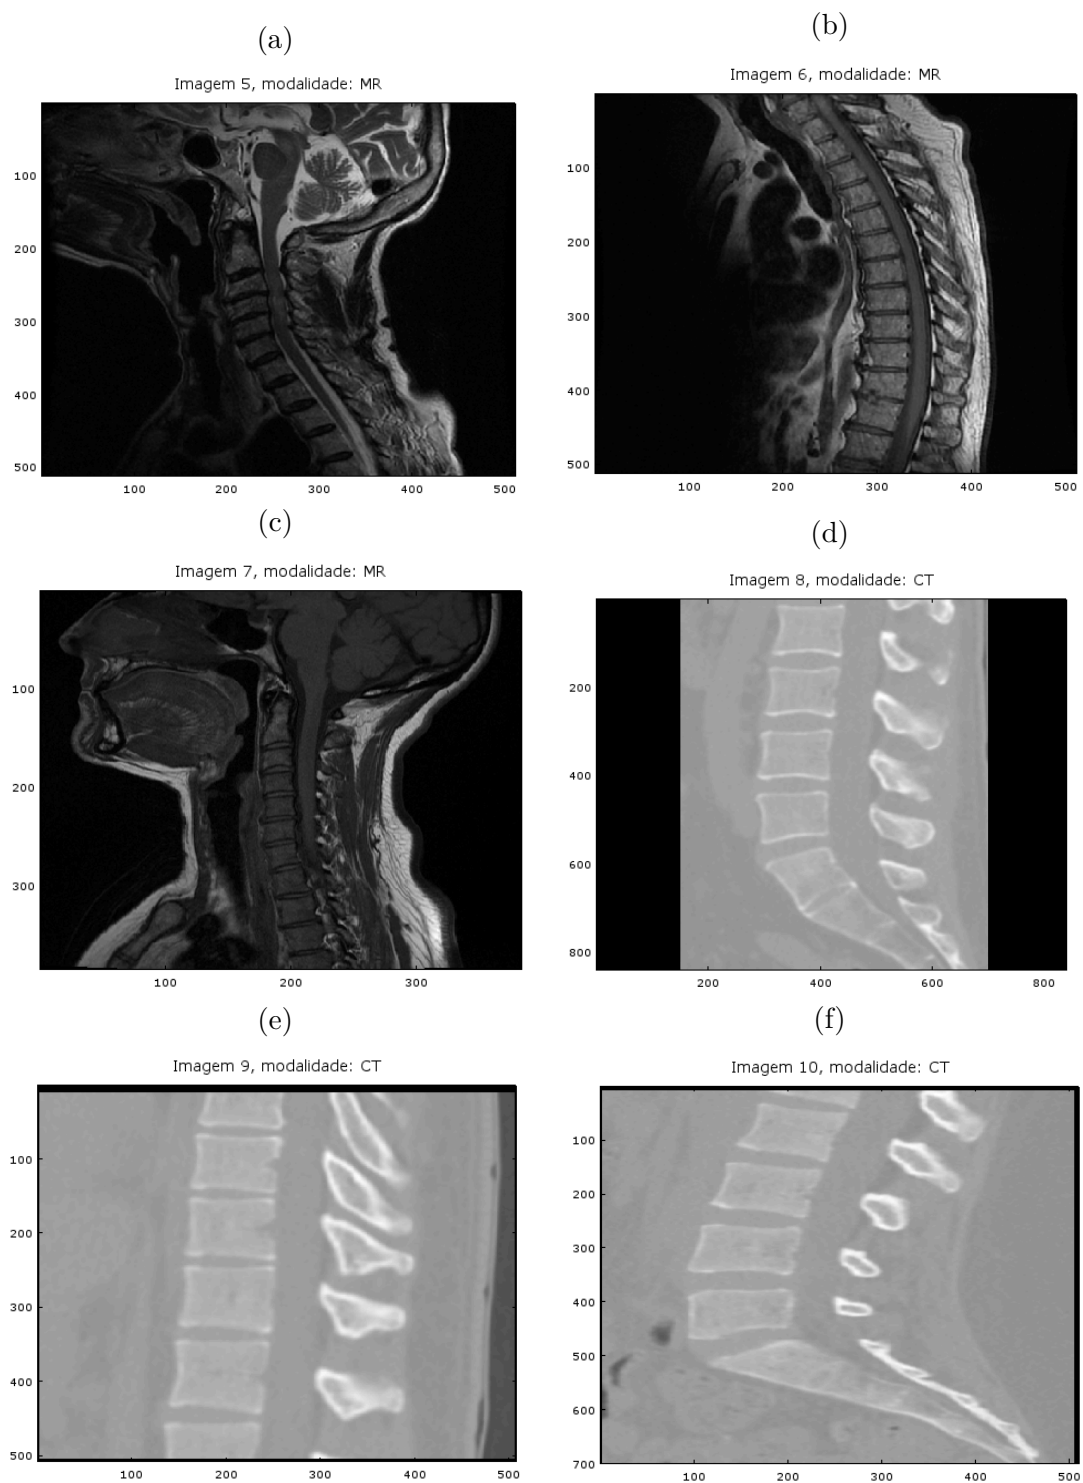 (a)
(b)
Imagem 5, modalidade: MR
Imagem 6, modalidade: MR
100
200
300
400
500
100 200 300 400 500
100
200
300
400
500
100 200 300 400 500
(c)
(d)
Imagem 7, modalidade: MR
Imagem 8, modalidade: CT
100
200
300
100 200 300
200
400
600
800
200 400 600 800
(e)
(f)
Imagem 9, modalidade: CT
Imagem 10, modalidade: CT
100
200
300
400
500
100 200 300 400 500
100
200
300
400
500
600
700
100 200 300 400 500